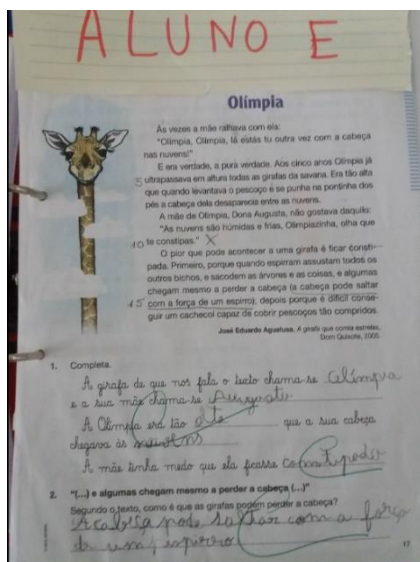 ALUNO E
Olímpia
Às vezes a mãe ralhava com ela:
"Olímpia, Olímpia, lá estás tu outra vez com a cabeça
nas nuvens!"
E era verdade, a pura verdade. Aos cinco anos Olímpia já
5 ultrapassava em altura todas as girafas da savana. Era tão alta
que quando levantava o pescoço e se punha na pontinha dos
pés a cabeça dela desaparecia entre as nuvens.
A mãe de Olímpia, Dona Augusta, não gostava daquilo:
"As nuvens são húmidas e frias, Olimpiazinha, olha que
10 te constipas." X
O pior que pode acontecer a uma girafa é ficar consti-
pada. Primeiro, porque quando espirram assustam todos os
outros bichos, e sacodem as árvores e as coisas, e algumas
chegam mesmo a perder a cabeça (a cabeça pode saltar
15 com a força de um espirro); depois porque é difícil conse-
guir um cachecol capaz de cobrir pescoços tão compridos.
José Eduardo Agualusa, A girafa que comia estrelas,
Dom Quixote, 2005.
1. Completa.
A girafa de que nos fala o texto chama-se Celímpia
e a sua mãe chama-se Augusta
A Olímpia era tão alta que a sua cabeça
chegava às nuvens
A mãe tinha medo que ela ficasse
2. "(...) e algumas chegam mesmo a perder a cabeça (...)"
Segundo o texto, como é que as girafas podem perder a cabeça?
A cabeça pode saltar com a força
de um
17